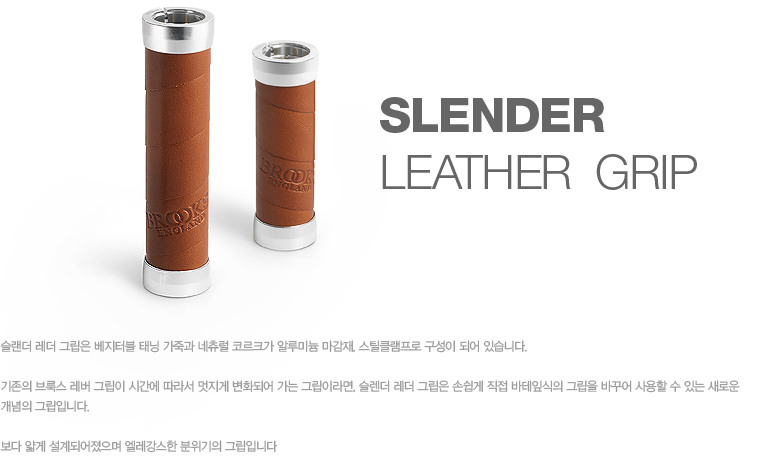 SLENDER
LEATHER GRIP
BROOKS
ENGLAND
BROOKS
ENGLAND
슬랜더 레더 그립은 베지터블 태닝 가죽과 네츄럴 코르크가 알루미늄 마감재, 스틸클램프로 구성이 되어 있습니다.
기존의 브룩스 레버 그립이 시간에 따라서 멋지게 변화되어 가는 그립이라면, 슬렌더 레더 그립은 손쉽게 직접 바테잎식의 그립을 바꾸어 사용할 수 있는 새로운
개념의 그립입니다.
보다 얇게 설계되어졌으며 엘레강스한 분위기의 그립입니다